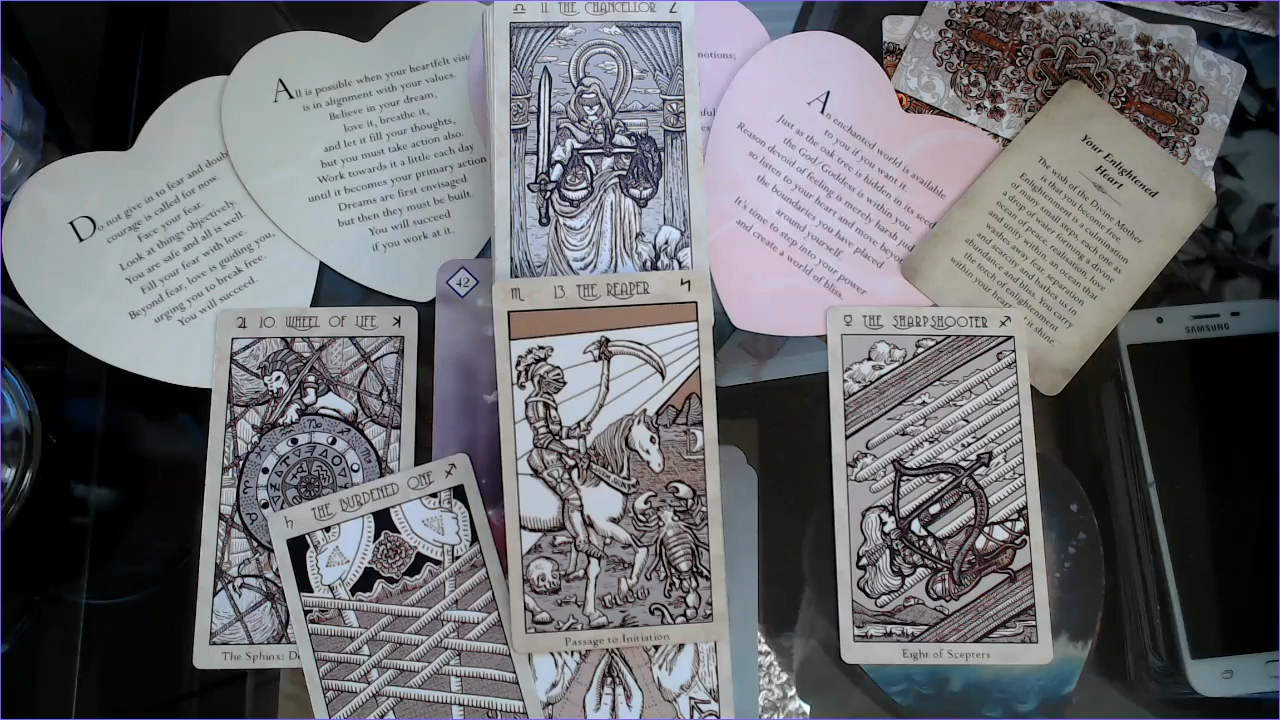 Do not give in to fear and doub
courage is called for now.
Face your fear.
Look at things objectively.
You are safe and all is well.
Fill your fear with love.
Beyond fear, love is guiding you,
urging you to break free.
You will succeed.
All is possible when your heartfelt visi
is in alignment with your values.
Believe in your dream,
love it, breathe it,
and let it fill your thoughts,
but you must take action also.
Work towards it a little each day
until it becomes your primary action
Dreams are first envisaged
but then they must be built.
You will succeed
if you work at it.
♎ 11 THE CHANCELLOR
notions;
An enchanted world is available
to you if you want it.
Just as the oak tree is hidden in its seed
the God/Goddess is within you.
Reason devoid of feeling is merely harsh jud
so listen to your heart and move beyo
the boundaries you have placed
around yourself.
It's time to step into your power
and create a world of bliss.
Your Enlightened
Heart
The wish of the Divine Mother
is that you become free
Enlightenment is a culmination
of many small steps, each one as
a drop of water forming a divine
ocean of peace, realisation, love
and unity within, an ocean that
washes away fear, separation
and scarcity and bathes us in
abundance and bliss. You carry
the torch of enlightenment
within your heart.
it shine.
42
SAMSUNG
♃ 10 WHEEL OF LIFE
The Sphinx: De
♄ THE BURDENED ONE ♐
♏ 13 THE REAPER
Passage to Initiation
☿ THE SHARPSHOOTER ♐
Eight of Scepters